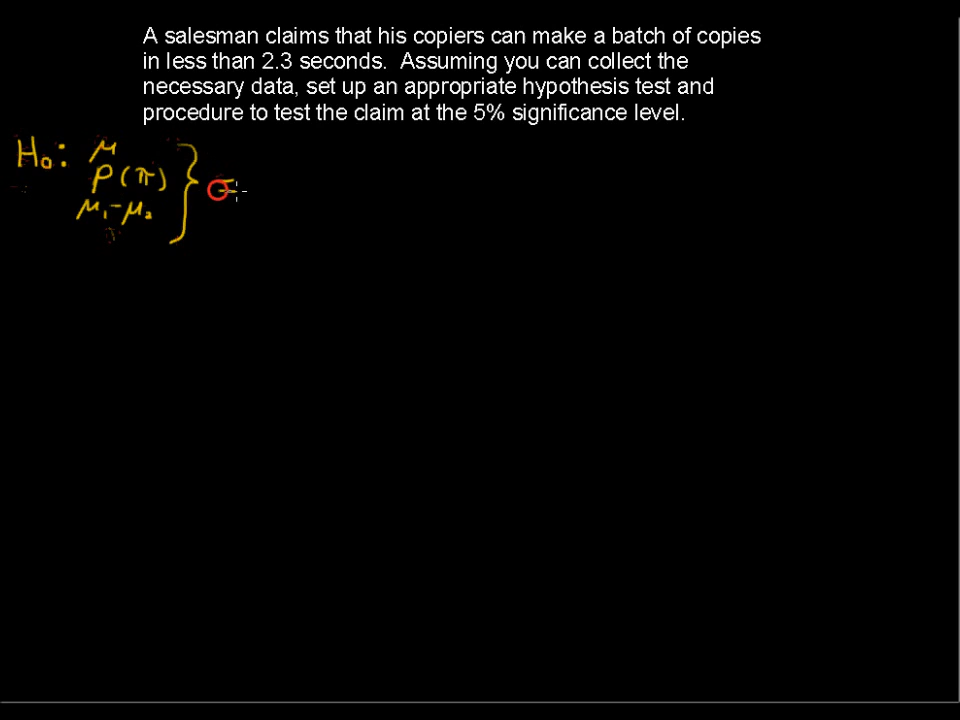 A salesman claims that his copiers can make a batch of copies
in less than 2.3 seconds. Assuming you can collect the
necessary data, set up an appropriate hypothesis test and
procedure to test the claim at the 5% significance level.
H₀: μ
p(π)
μ₁-μ₂